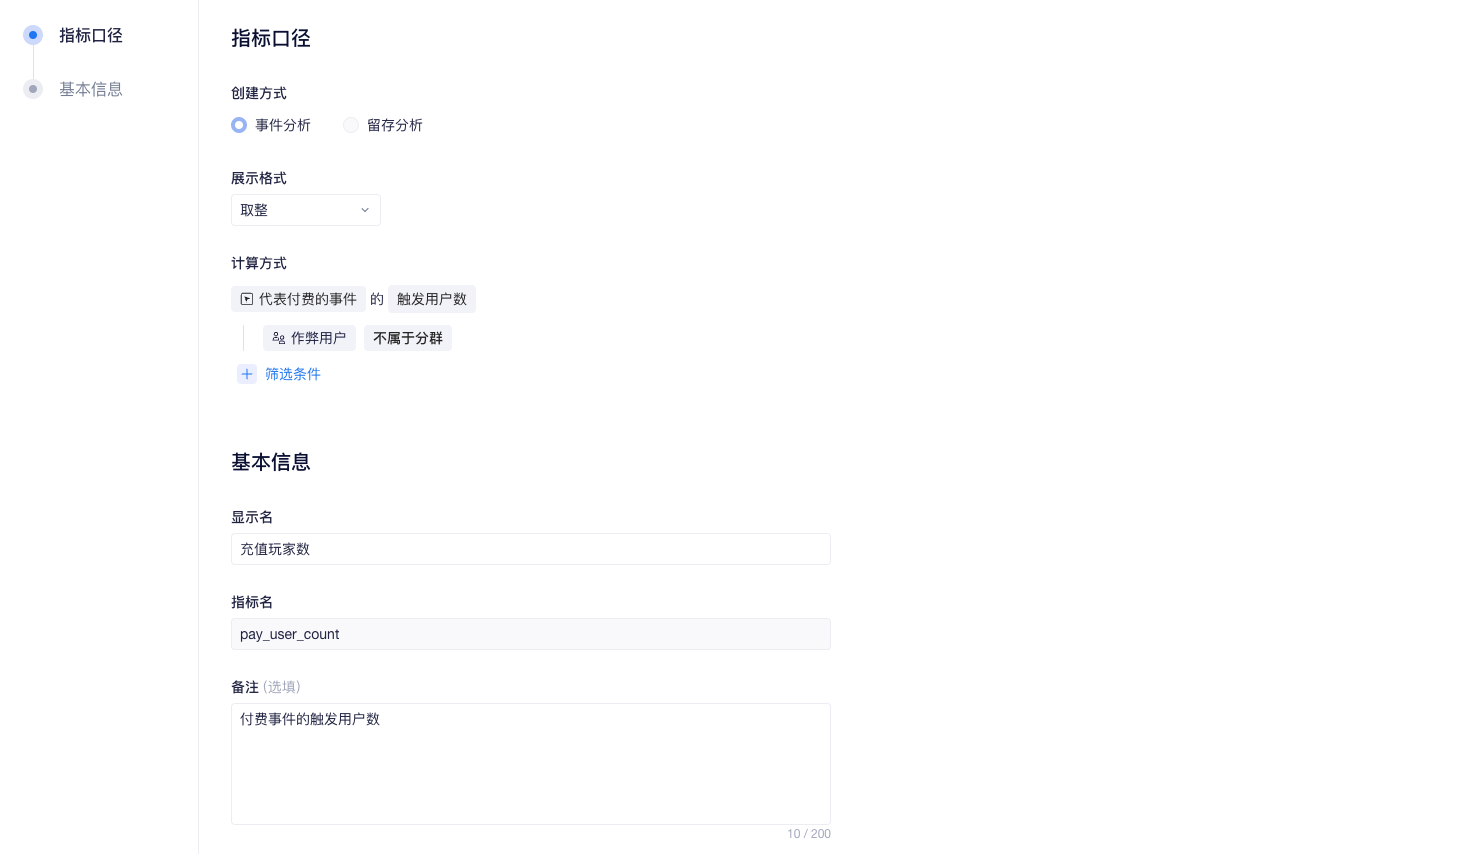 指标口径
基本信息
指标口径
创建方式
事件分析 留存分析
展示格式
取整
计算方式
代表付费的事件 的 触发用户数
作弊用户 不属于分群
筛选条件
基本信息
显示名
充值玩家数
指标名
pay_user_count
备注 (选填)
付费事件的触发用户数
10 / 200